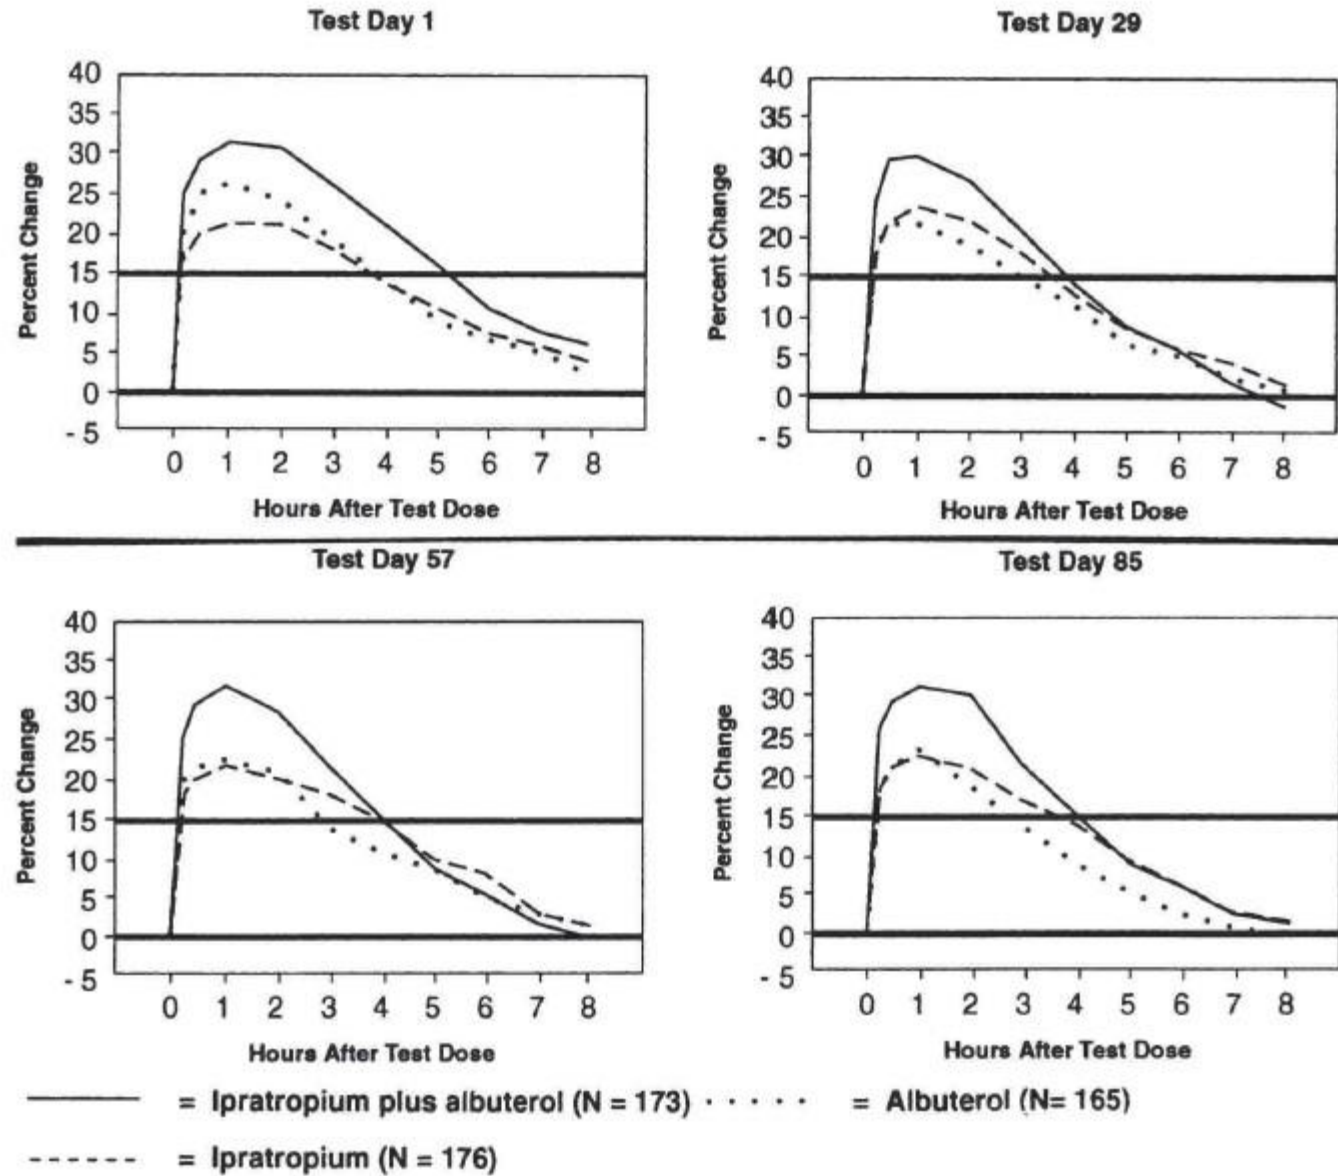 Test Day 1
Percent Change
40
35
30
25
20
15
10
5
0
- 5
0 1 2 3 4 5 6 7 8
Hours After Test Dose
Test Day 29
Percent Change
40
35
30
25
20
15
10
5
0
- 5
0 1 2 3 4 5 6 7 8
Hours After Test Dose
Test Day 57
Percent Change
40
35
30
25
20
15
10
5
0
- 5
0 1 2 3 4 5 6 7 8
Hours After Test Dose
Test Day 85
Percent Change
40
35
30
25
20
15
10
5
0
- 5
0 1 2 3 4 5 6 7 8
Hours After Test Dose
= Ipratropium plus albuterol (N = 173)
= Albuterol (N= 165)
= Ipratropium (N = 176)